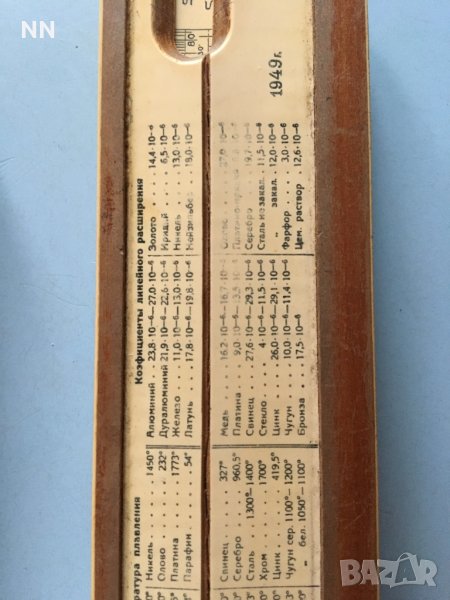 NN
80°
30'
1949 г.
ратура плавления Коэфициенты линейного расширения
0° Никель . . . . 1450° Алюминий . . 23,8·10−6—27,0·10−6 Золото . . . . 14,4·10−6
Олово . . . . 232° Дуралюминий 21,9·10−6—22,6·10−6 . . . . 6,5·10−6
Платина . . . 1773° Железо . . . . 11,0·10−6—13,0·10−6 Никель . . . . 13,0·10−6
Парафин . . . 54° Латунь . . . . 17,8·10−6—19,8·10−6 Нейзильбер . . 18,0·10−6
Свинец . . . . 327° Медь . . . . 16,2·10−6—16,7·10−6
Серебро . . . 960,5° Платина . . . 9,0·10−6
Сталь . . 1300°—1400° Свинец . . . 27,6·10−6—29,3·10−6 Серебро . . . 19,7·10−6
Хром . . . . 1700° Стекло . . . . 4·10−6—11,5·10−6 Сталь незакал. . 11,5·10−6
Цинк . . . . 419,5° Цинк . . . . 26,0·10−6—29,1·10−6 „ закал. . 12,0·10−6
Чугун сер. 1100°—1200° Чугун . . . . 10,0·10−6—11,4·10−6 Фарфор . . . . 3,0·10−6
„ бел. 1050°—1100° Бронза . . . . 17,5·10−6 Цем. раствор . 12,6·10−6
BAZAR.bg